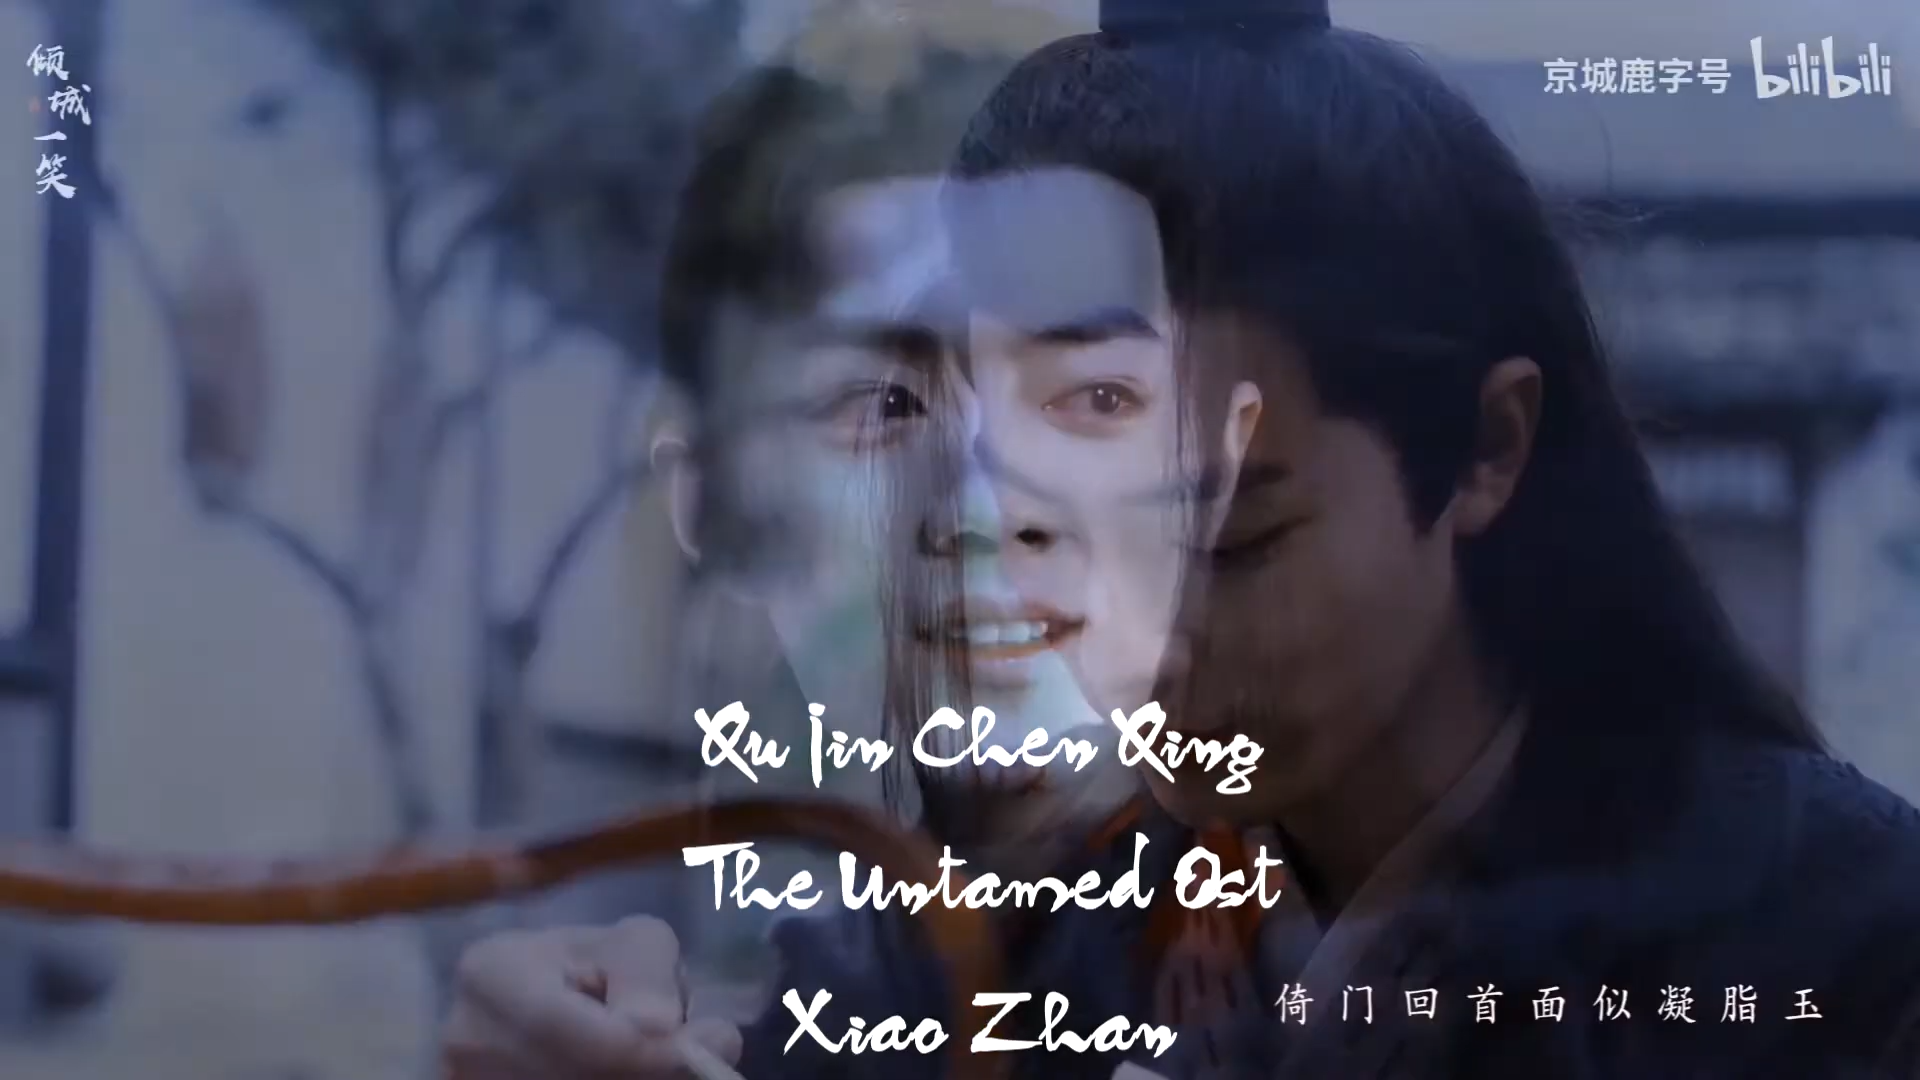 倾城一笑
京城鹿字号 bilibili
Qu Jin Chen Qing
The Untamed Ost
Xiao Zhan
倚门回首面似凝脂玉